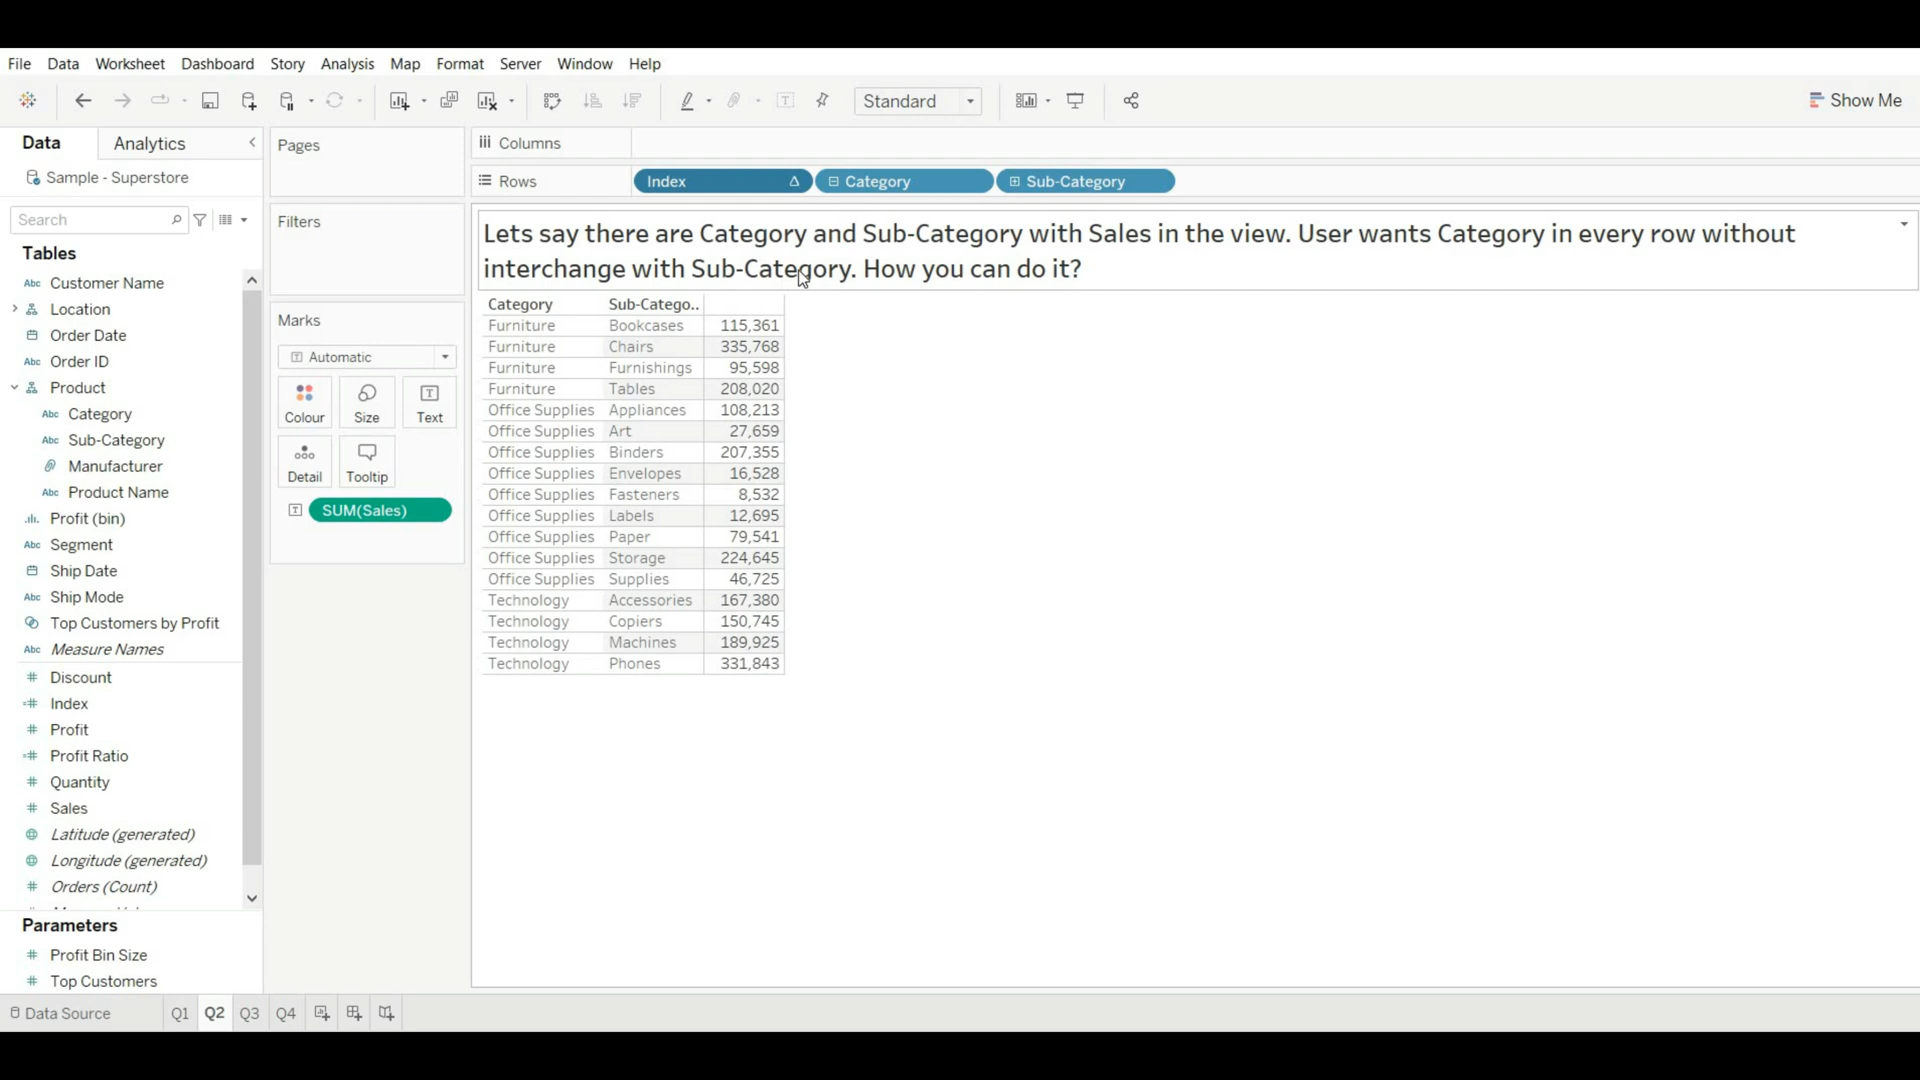 File Data Worksheet Dashboard Story Analysis Map Format Server Window Help
Standard
Show Me
Data Analytics
Sample - Superstore
Search
Tables
Abc Customer Name
Location
Order Date
Abc Order ID
Product
Abc Category
Abc Sub-Category
Manufacturer
Abc Product Name
Profit (bin)
Abc Segment
Ship Date
Abc Ship Mode
Top Customers by Profit
Abc Measure Names
# Discount
=# Index
# Profit
=# Profit Ratio
# Quantity
# Sales
Latitude (generated)
Longitude (generated)
# Orders (Count)
Parameters
# Profit Bin Size
# Top Customers
Pages
Filters
Marks
T Automatic
Colour Size Text
Detail Tooltip
T SUM(Sales)
Columns
Rows Index Δ Category Sub-Category
Lets say there are Category and Sub-Category with Sales in the view. User wants Category in every row without
interchange with Sub-Category. How you can do it?
Category Sub-Catego..
Furniture Bookcases 115,361
Furniture Chairs 335,768
Furniture Furnishings 95,598
Furniture Tables 208,020
Office Supplies Appliances 108,213
Office Supplies Art 27,659
Office Supplies Binders 207,355
Office Supplies Envelopes 16,528
Office Supplies Fasteners 8,532
Office Supplies Labels 12,695
Office Supplies Paper 79,541
Office Supplies Storage 224,645
Office Supplies Supplies 46,725
Technology Accessories 167,380
Technology Copiers 150,745
Technology Machines 189,925
Technology Phones 331,843
Data Source Q1 Q2 Q3 Q4